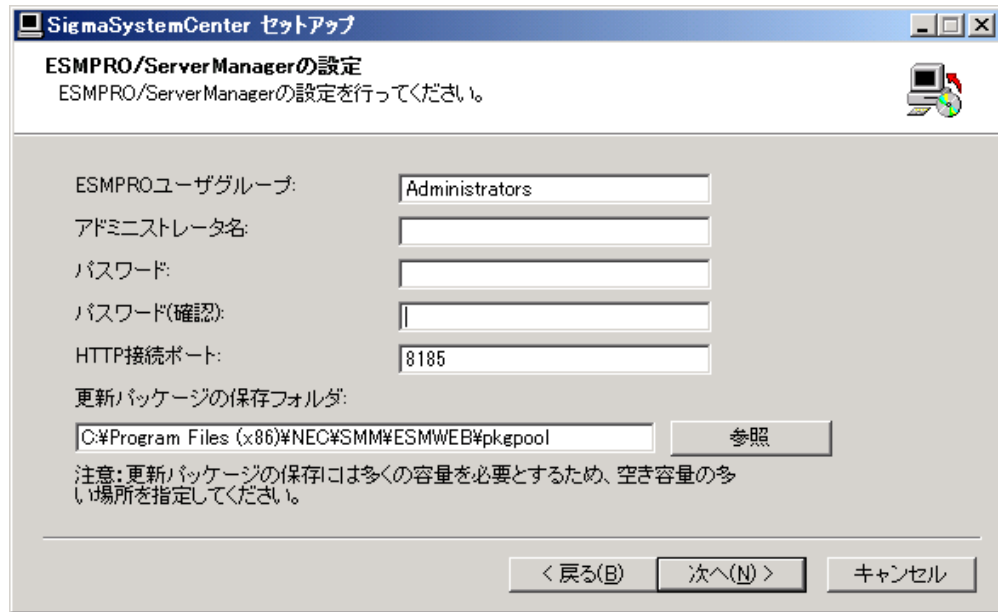 SigmaSystemCenter セットアップ
ESMPRO/ServerManagerの設定
ESMPRO/ServerManagerの設定を行ってください。
ESMPROユーザグループ: Administrators
アドミニストレータ名:
パスワード:
パスワード(確認):
HTTP接続ポート: 8185
更新パッケージの保存フォルダ:
C:¥Program Files (x86)¥NEC¥SMM¥ESMWEB¥pkgpool 参照
注意:更新パッケージの保存には多くの容量を必要とするため、空き容量の多
い場所を指定してください。
< 戻る(B) 次へ(N) > キャンセル